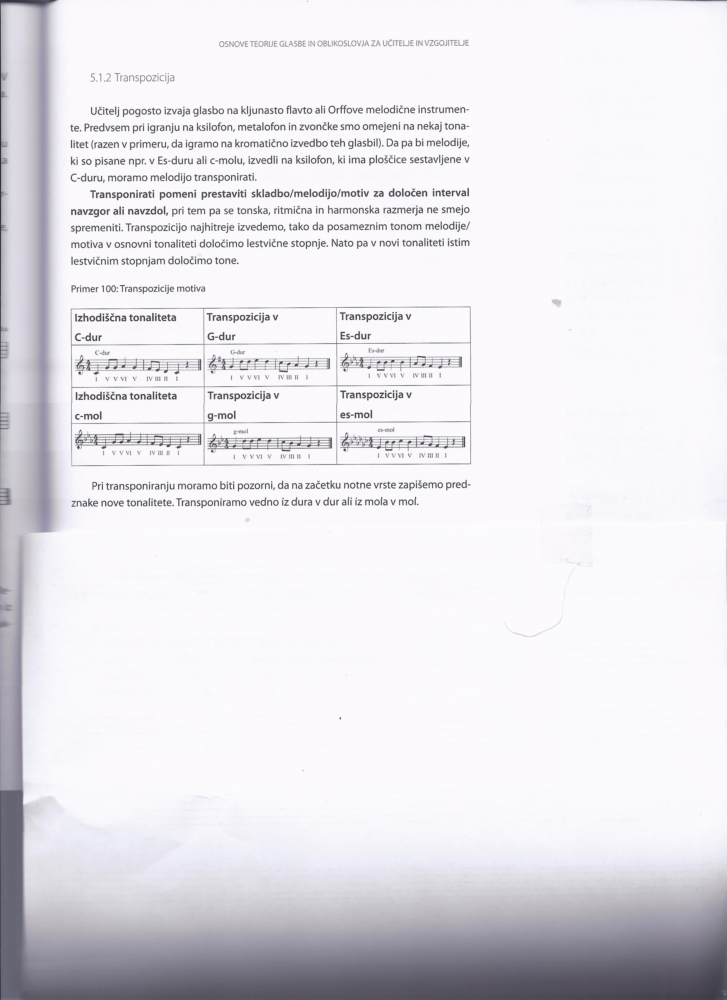 OSNOVE TEORIJE GLASBE IN OBLIKOSLOVJA ZA UČITELJE IN VZGOJITELJE
5.1.2 Transpozicija
Učitelj pogosto izvaja glasbo na kljunasto flavto ali Orffove melodične instrumen-
te. Predvsem pri igranju na ksilofon, metalofon in zvončke smo omejeni na nekaj tona-
litet (razen v primeru, da igramo na kromatično izvedbo teh glasbil). Da pa bi melodije,
ki so pisane npr. v Es-duru ali c-molu, izvedli na ksilofon, ki ima ploščice sestavljene v
C-duru, moramo melodijo transponirati.
Transponirati pomeni prestaviti skladbo/melodijo/motiv za določen interval
navzgor ali navzdol, pri tem pa se tonska, ritmična in harmonska razmerja ne smejo
spremeniti. Transpozicijo najhitreje izvedemo, tako da posameznim tonom melodije/
motiva v osnovni tonaliteti določimo lestvične stopnje. Nato pa v novi tonaliteti istim
lestvičnim stopnjam določimo tone.
Primer 100: Transpozicije motiva
Izhodiščna tonaliteta
C-dur
Transpozicija v
G-dur
Transpozicija v
Es-dur
C-dur
I V V VI V IV III II I
G-dur
I V V VI V IV III II I
Es-dur
I V V VI V IV III II I
Izhodiščna tonaliteta
c-mol
Transpozicija v
g-mol
Transpozicija v
es-mol
I V V VI V IV III II I
g-mol
I V V VI V IV III II I
es-mol
I V V VI V IV III II I
Pri transponiranju moramo biti pozorni, da na začetku notne vrste zapišemo pred-
znake nove tonalitete. Transponiramo vedno iz dura v dur ali iz mola v mol.